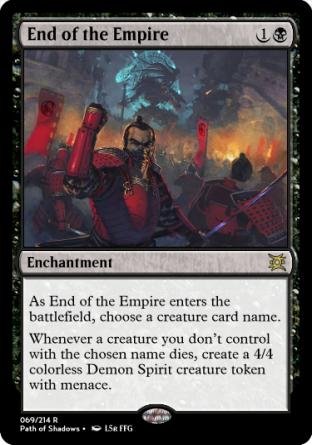 End of the Empire 1
Enchantment
As End of the Empire enters the
battlefield, choose a creature card name.
Whenever a creature you don't control
with the chosen name dies, create a 4/4
colorless Demon Spirit creature token
with menace.
069/214 R
Path of Shadows • L5R FFG